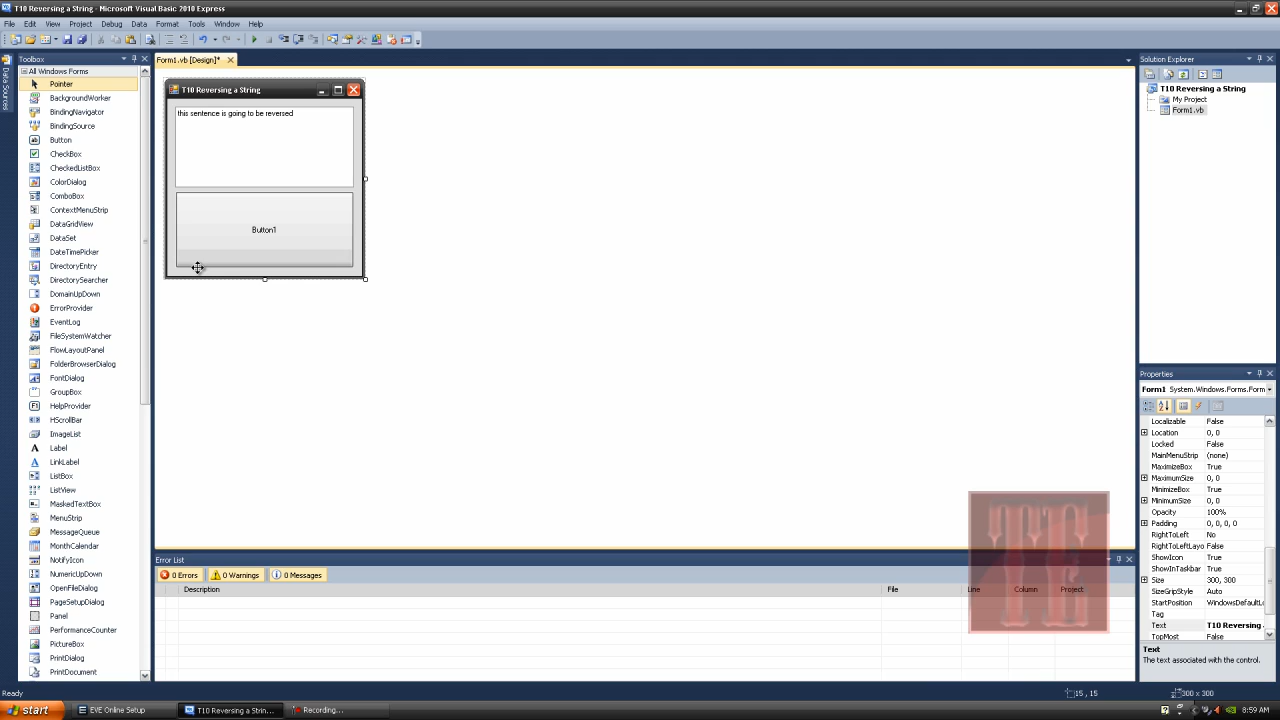 T10 Reversing a String - Microsoft Visual Basic 2010 Express
File Edit View Project Debug Data Format Tools Window Help
Data Sources
Toolbox
All Windows Forms
Pointer
BackgroundWorker
BindingNavigator
BindingSource
Button
CheckBox
CheckedListBox
ColorDialog
ComboBox
ContextMenuStrip
DataGridView
DataSet
DateTimePicker
DirectoryEntry
DirectorySearcher
DomainUpDown
ErrorProvider
EventLog
FileSystemWatcher
FlowLayoutPanel
FolderBrowserDialog
FontDialog
GroupBox
HelpProvider
HScrollBar
ImageList
Label
LinkLabel
ListBox
ListView
MaskedTextBox
MenuStrip
MessageQueue
MonthCalendar
NotifyIcon
NumericUpDown
OpenFileDialog
PageSetupDialog
Panel
PerformanceCounter
PictureBox
PrintDialog
PrintDocument
Form1.vb [Design]*
T10 Reversing a String
this sentence is going to be reversed
Button1
Error List
0 Errors 0 Warnings 0 Messages
Description File Line Column Project
Solution Explorer
T10 Reversing a String
My Project
Form1.vb
Properties
Form1 System.Windows.Forms.Form
Localizable False
Location 0, 0
Locked False
MainMenuStrip (none)
MaximizeBox True
MaximumSize 0, 0
MinimizeBox True
MinimumSize 0, 0
Opacity 100%
Padding 0, 0, 0, 0
RightToLeft No
RightToLeftLayo False
ShowIcon True
ShowInTaskbar True
Size 300, 300
SizeGripStyle Auto
StartPosition WindowsDefaultLo
Tag
Text T10 Reversing
TopMost False
Text
The text associated with the control.
Ready 15 , 15 300 x 300
start EVE Online Setup T10 Reversing a Strin... Recording... 8:59 AM